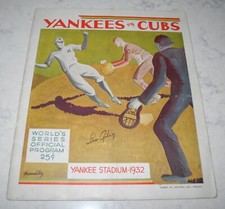 YANKEES vs CUBS
WORLD'S
SERIES
OFFICIAL
PROGRAM
25¢
YANKEE STADIUM-1932